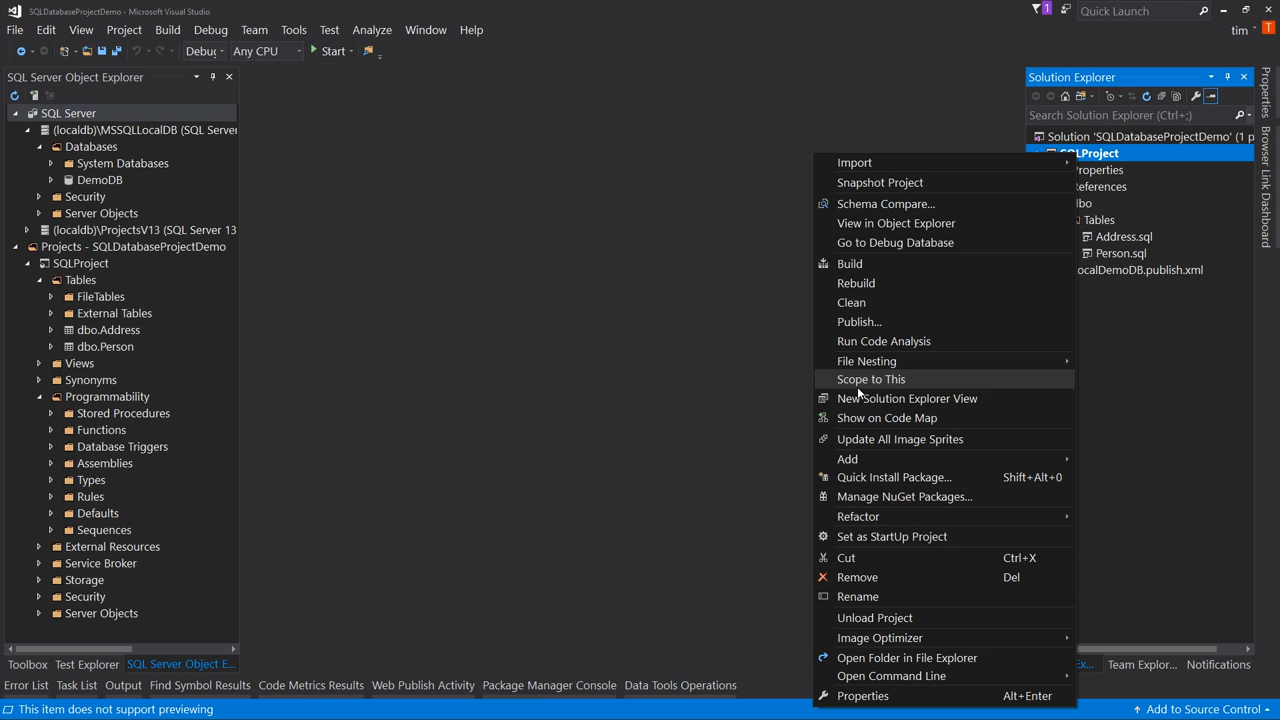 SQLDatabaseProjectDemo - Microsoft Visual Studio
1
Quick Launch
File Edit View Project Build Debug Team Tools Test Analyze Window Help
tim T
Debug Any CPU Start
SQL Server Object Explorer
SQL Server
(localdb)\MSSQLLocalDB (SQL Server
Databases
System Databases
DemoDB
Security
Server Objects
(localdb)\ProjectsV13 (SQL Server 13
Projects - SQLDatabaseProjectDemo
SQLProject
Tables
FileTables
External Tables
dbo.Address
dbo.Person
Views
Synonyms
Programmability
Stored Procedures
Functions
Database Triggers
Assemblies
Types
Rules
Defaults
Sequences
External Resources
Service Broker
Storage
Security
Server Objects
Import
Snapshot Project
Schema Compare...
View in Object Explorer
Go to Debug Database
Build
Rebuild
Clean
Publish...
Run Code Analysis
File Nesting
Scope to This
New Solution Explorer View
Show on Code Map
Update All Image Sprites
Add
Quick Install Package... Shift+Alt+0
Manage NuGet Packages...
Refactor
Set as StartUp Project
Cut Ctrl+X
Remove Del
Rename
Unload Project
Image Optimizer
Open Folder in File Explorer
Open Command Line
Properties Alt+Enter
Solution Explorer
Search Solution Explorer (Ctrl+;)
Solution 'SQLDatabaseProjectDemo' (1 p
SQLProject
roperties
eferences
bo
Tables
Address.sql
Person.sql
ocalDemoDB.publish.xml
Properties
Browser Link Dashboard
Toolbox Test Explorer SQL Server Object E...
Ex... Team Explor... Notifications
Error List Task List Output Find Symbol Results Code Metrics Results Web Publish Activity Package Manager Console Data Tools Operations
This item does not support previewing
Add to Source Control